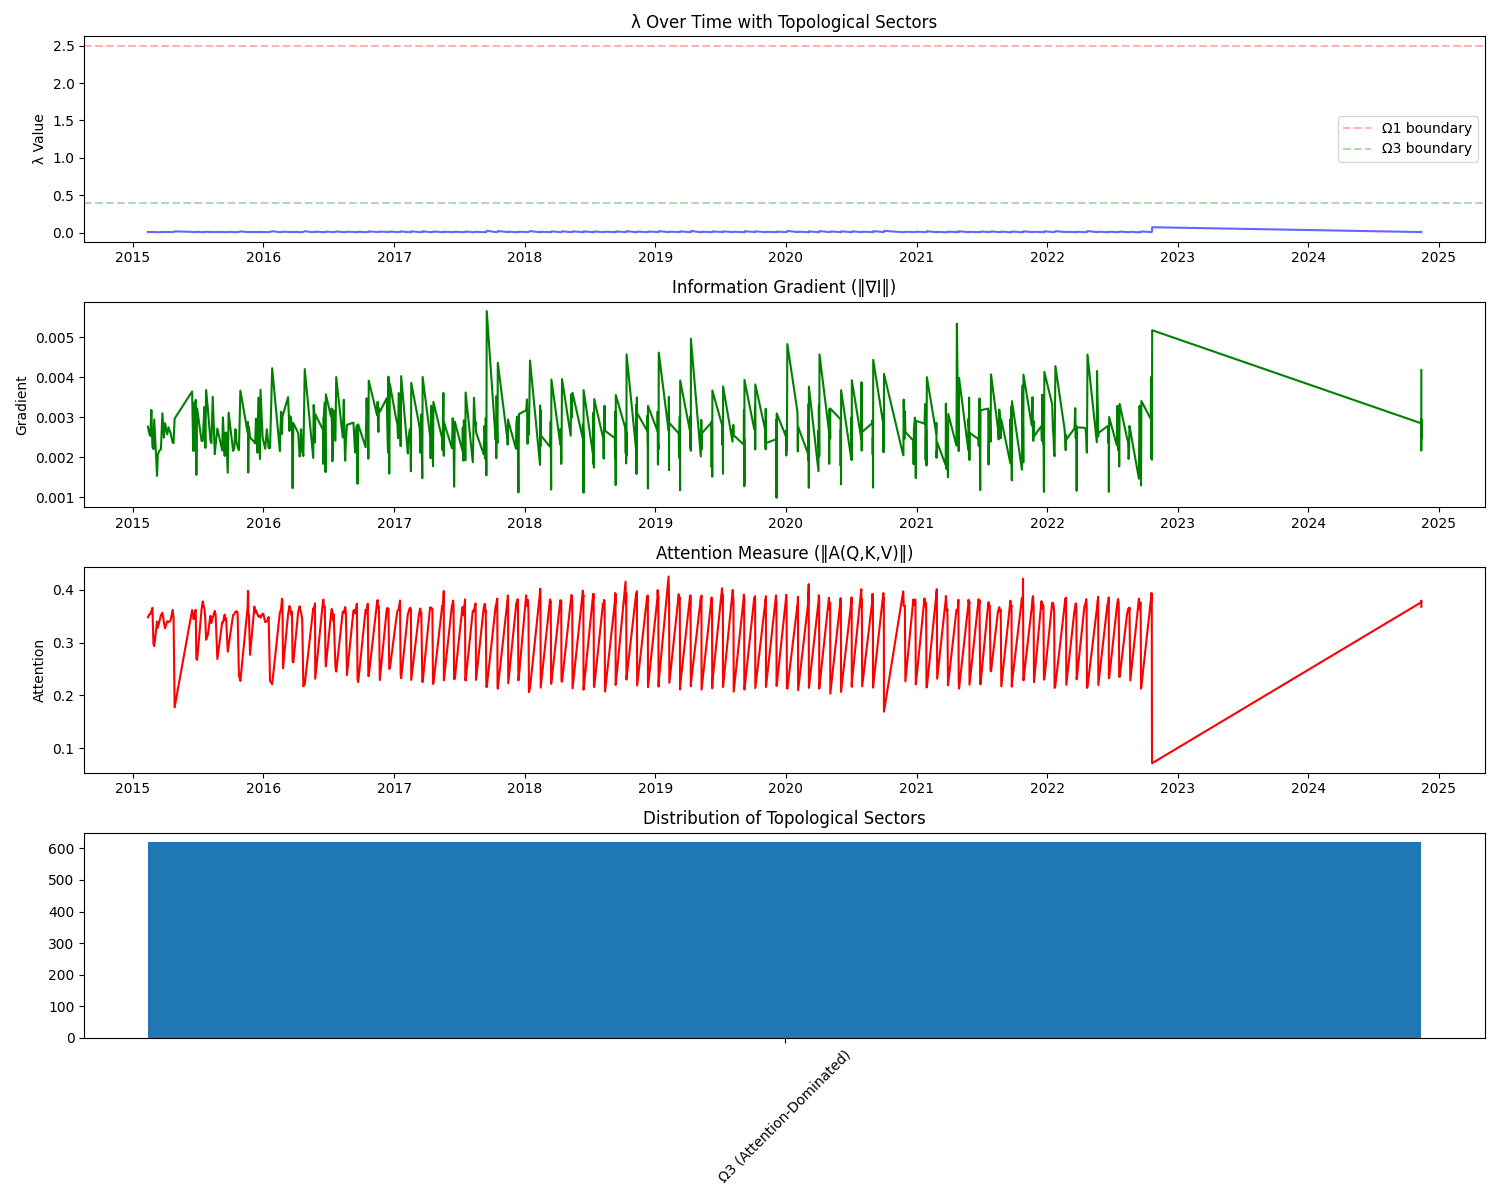 λ Over Time with Topological Sectors
λ Value
2.5
2.0
1.5
1.0
0.5
0.0
Ω1 boundary
Ω3 boundary
2015 2016 2017 2018 2019 2020 2021 2022 2023 2024 2025
Information Gradient (‖∇I‖)
Gradient
0.005
0.004
0.003
0.002
0.001
2015 2016 2017 2018 2019 2020 2021 2022 2023 2024 2025
Attention Measure (‖A(Q,K,V)‖)
Attention
0.4
0.3
0.2
0.1
2015 2016 2017 2018 2019 2020 2021 2022 2023 2024 2025
Distribution of Topological Sectors
600
500
400
300
200
100
0
Ω3 (Attention-Dominated)